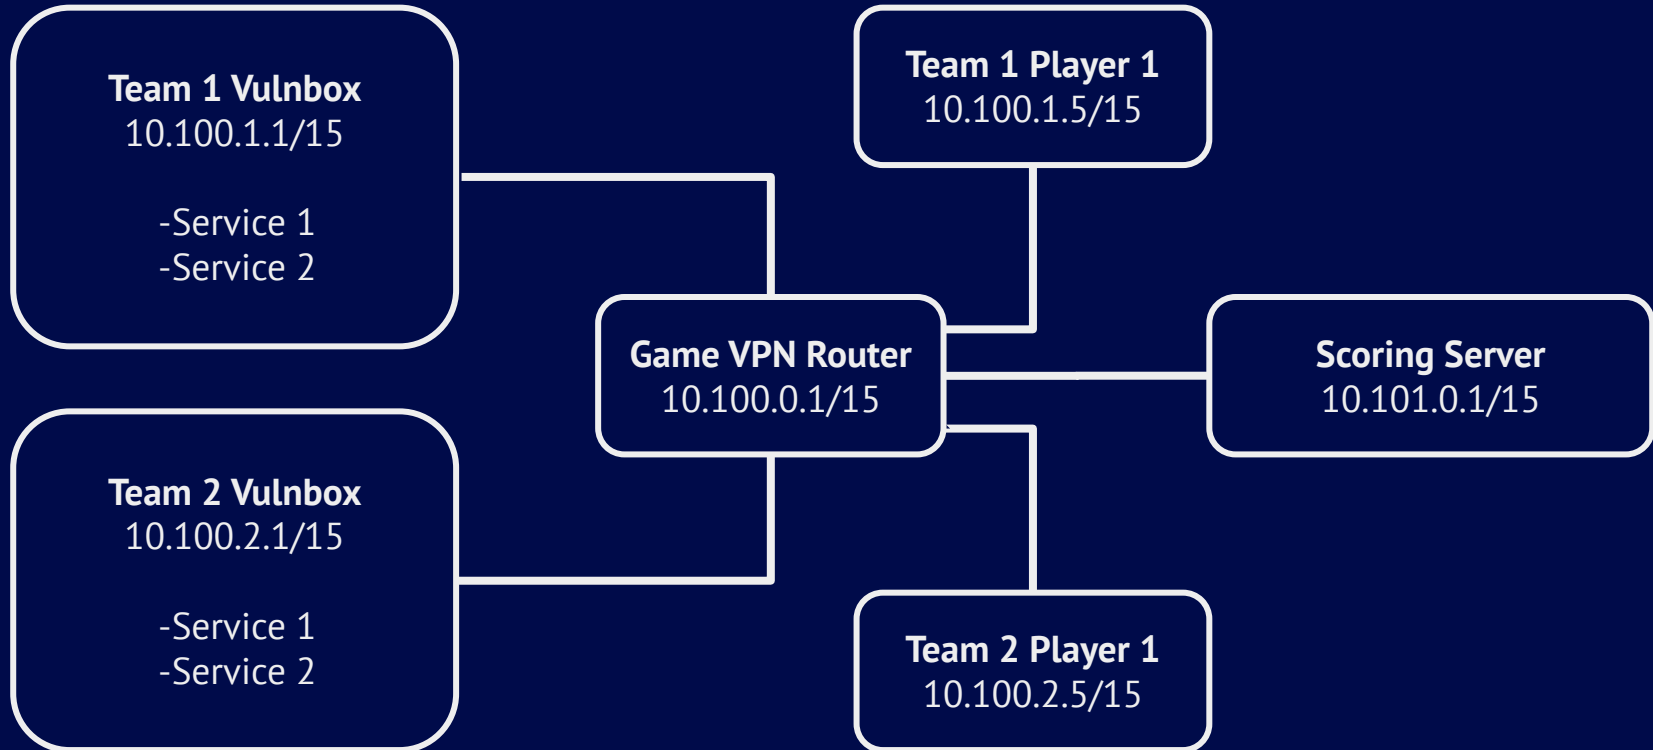 Team 1 Vulnbox
10.100.1.1/15
-Service 1
-Service 2
Team 1 Player 1
10.100.1.5/15
Game VPN Router
10.100.0.1/15
Scoring Server
10.101.0.1/15
Team 2 Vulnbox
10.100.2.1/15
-Service 1
-Service 2
Team 2 Player 1
10.100.2.5/15